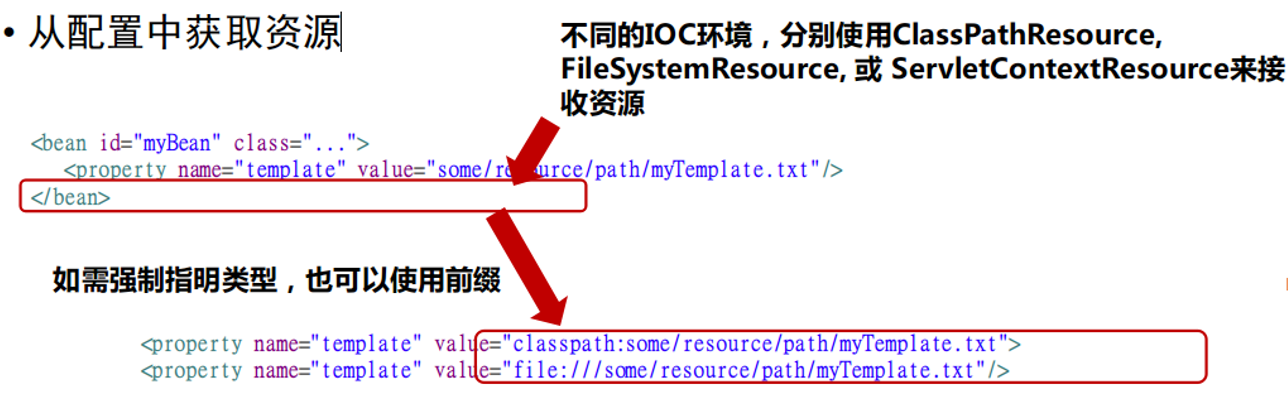 • 从配置中获取资源
不同的IOC环境，分别使用ClassPathResource,
FileSystemResource, 或 ServletContextResource来接
收资源
<bean id="myBean" class="...">
<property name="template" value="some/resource/path/myTemplate.txt"/>
</bean>
如需强制指明类型，也可以使用前缀
<property name="template" value="classpath:some/resource/path/myTemplate.txt">
<property name="template" value="file:///some/resource/path/myTemplate.txt"/>